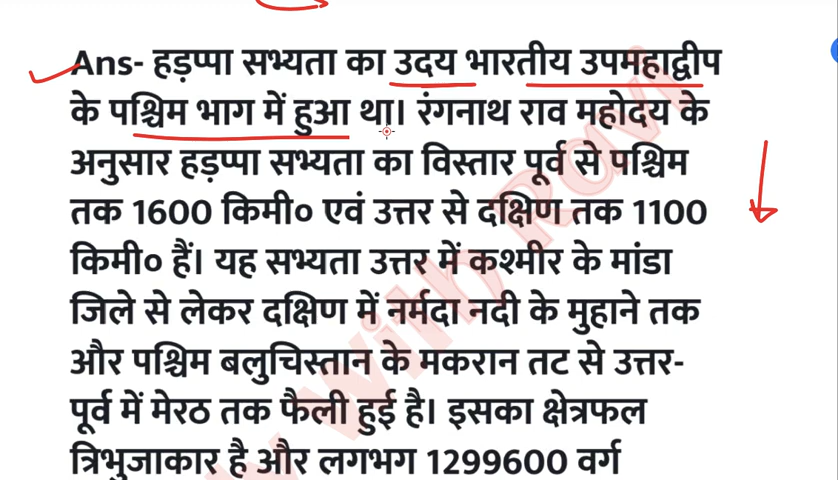 Ans- हड़प्पा सभ्यता का उदय भारतीय उपमहाद्वीप
के पश्चिम भाग में हुआ था। रंगनाथ राव महोदय के
अनुसार हड़प्पा सभ्यता का विस्तार पूर्व से पश्चिम
तक 1600 किमी० एवं उत्तर से दक्षिण तक 1100
किमी० हैं। यह सभ्यता उत्तर में कश्मीर के मांडा
जिले से लेकर दक्षिण में नर्मदा नदी के मुहाने तक
और पश्चिम बलुचिस्तान के मकरान तट से उत्तर-
पूर्व में मेरठ तक फैली हुई है। इसका क्षेत्रफल
त्रिभुजाकार है और लगभग 1299600 वर्ग
with Ravi